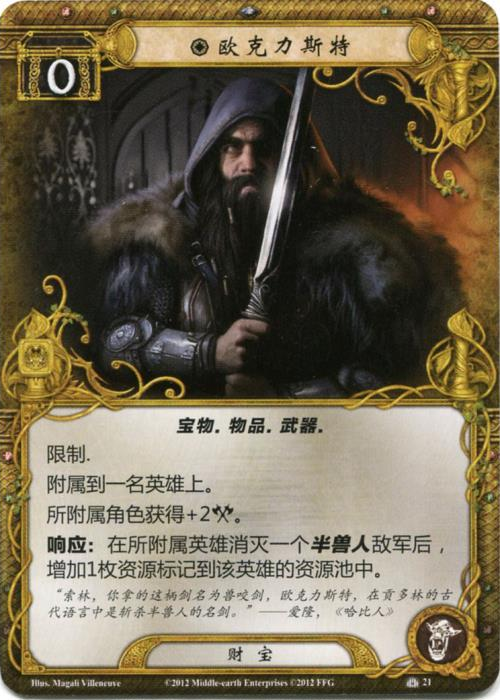 0
欧克力斯特
宝物. 物品. 武器.
限制.
附属到一名英雄上。
所附属角色获得+2。
响应：在所附属英雄消灭一个半兽人敌军后，
增加1枚资源标记到该英雄的资源池中。
“索林，你拿的这柄剑名为兽咬剑，欧克力斯特，在贡多林的古
代语言中是斩杀半兽人的名剑。”——爱隆，《哈比人》
财宝
Illus. Magali Villeneuve ©2012 Middle-earth Enterprises ©2012 FFG 21